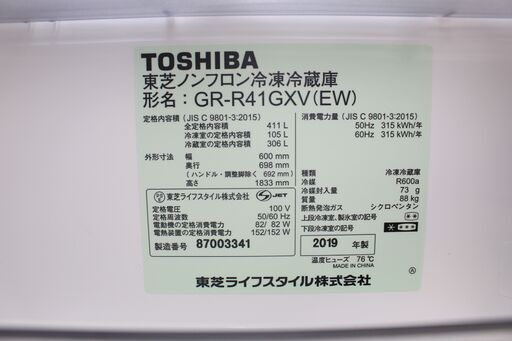 TOSHIBA
東芝ノンフロン冷凍冷蔵庫
形名：GR-R41GXV(EW)
定格内容積（JIS C 9801-3:2015）
全定格内容積 411 L
冷凍室の定格内容積 105 L
冷蔵室の定格内容積 306 L
外形寸法 幅 600 mm
奥行 698 mm
（ハンドル・調整脚除く 692 mm）
高さ 1833 mm
東芝ライフスタイル株式会社 S JET
定格電圧 100 V
定格周波数 50/60 Hz
電動機の定格消費電力 82/ 82 W
電熱装置の定格消費電力 152/152 W
製造番号 87003341
消費電力量（JIS C 9801-3:2015）
50Hz 315 kWh/年
60Hz 315 kWh/年
種類 冷凍冷蔵庫
冷媒 R600a
冷媒封入量 73 g
質量 88 kg
断熱発泡ガス シクロペンタン
上段冷凍室、製氷室の記号
下段冷凍室の記号
2019 年製
温度ヒューズ 76℃
MADE IN CHINA
Ⓐ
東芝ライフスタイル株式会社